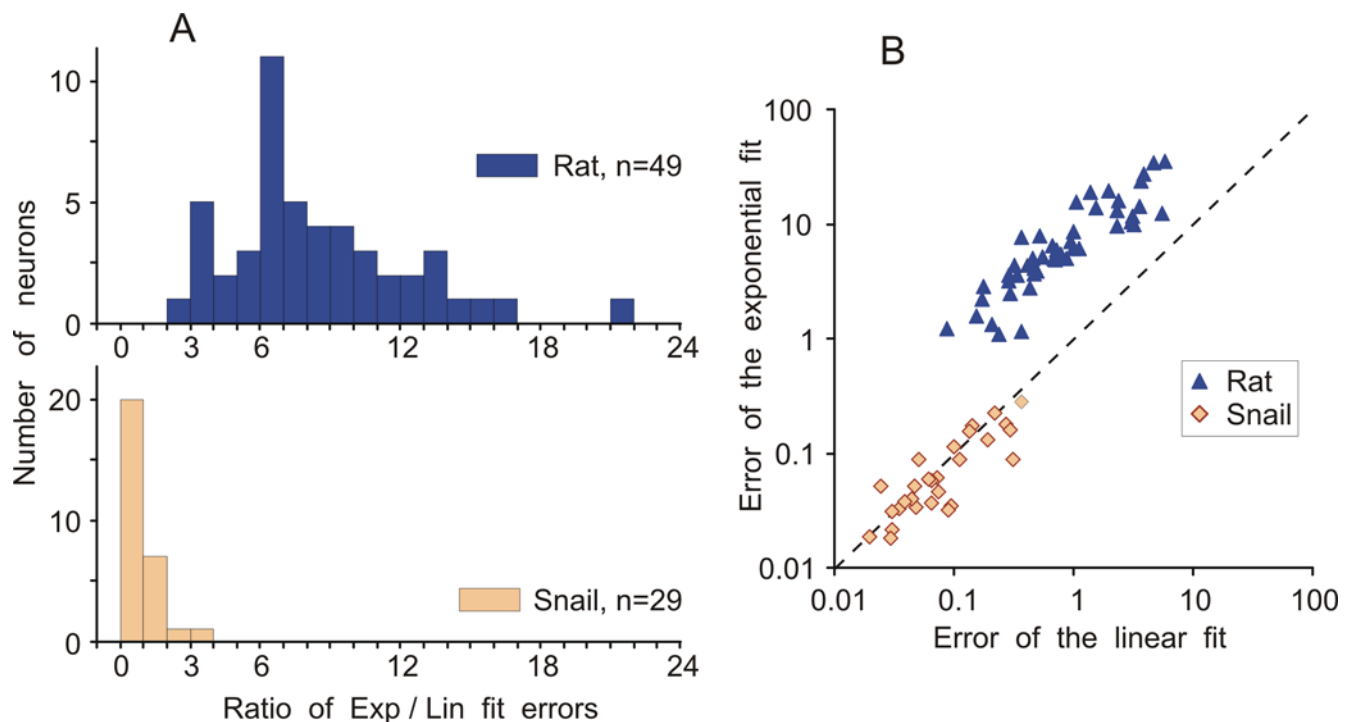 A
10
5
0
Rat, n=49
0 3 6 12 18 24
Number of neurons
20
10
0
Snail, n=29
0 3 6 12 18 24
Ratio of Exp / Lin fit errors
B
Error of the exponential fit
100
10
1
0.1
0.01
Rat
Snail
0.01 0.1 1 10 100
Error of the linear fit